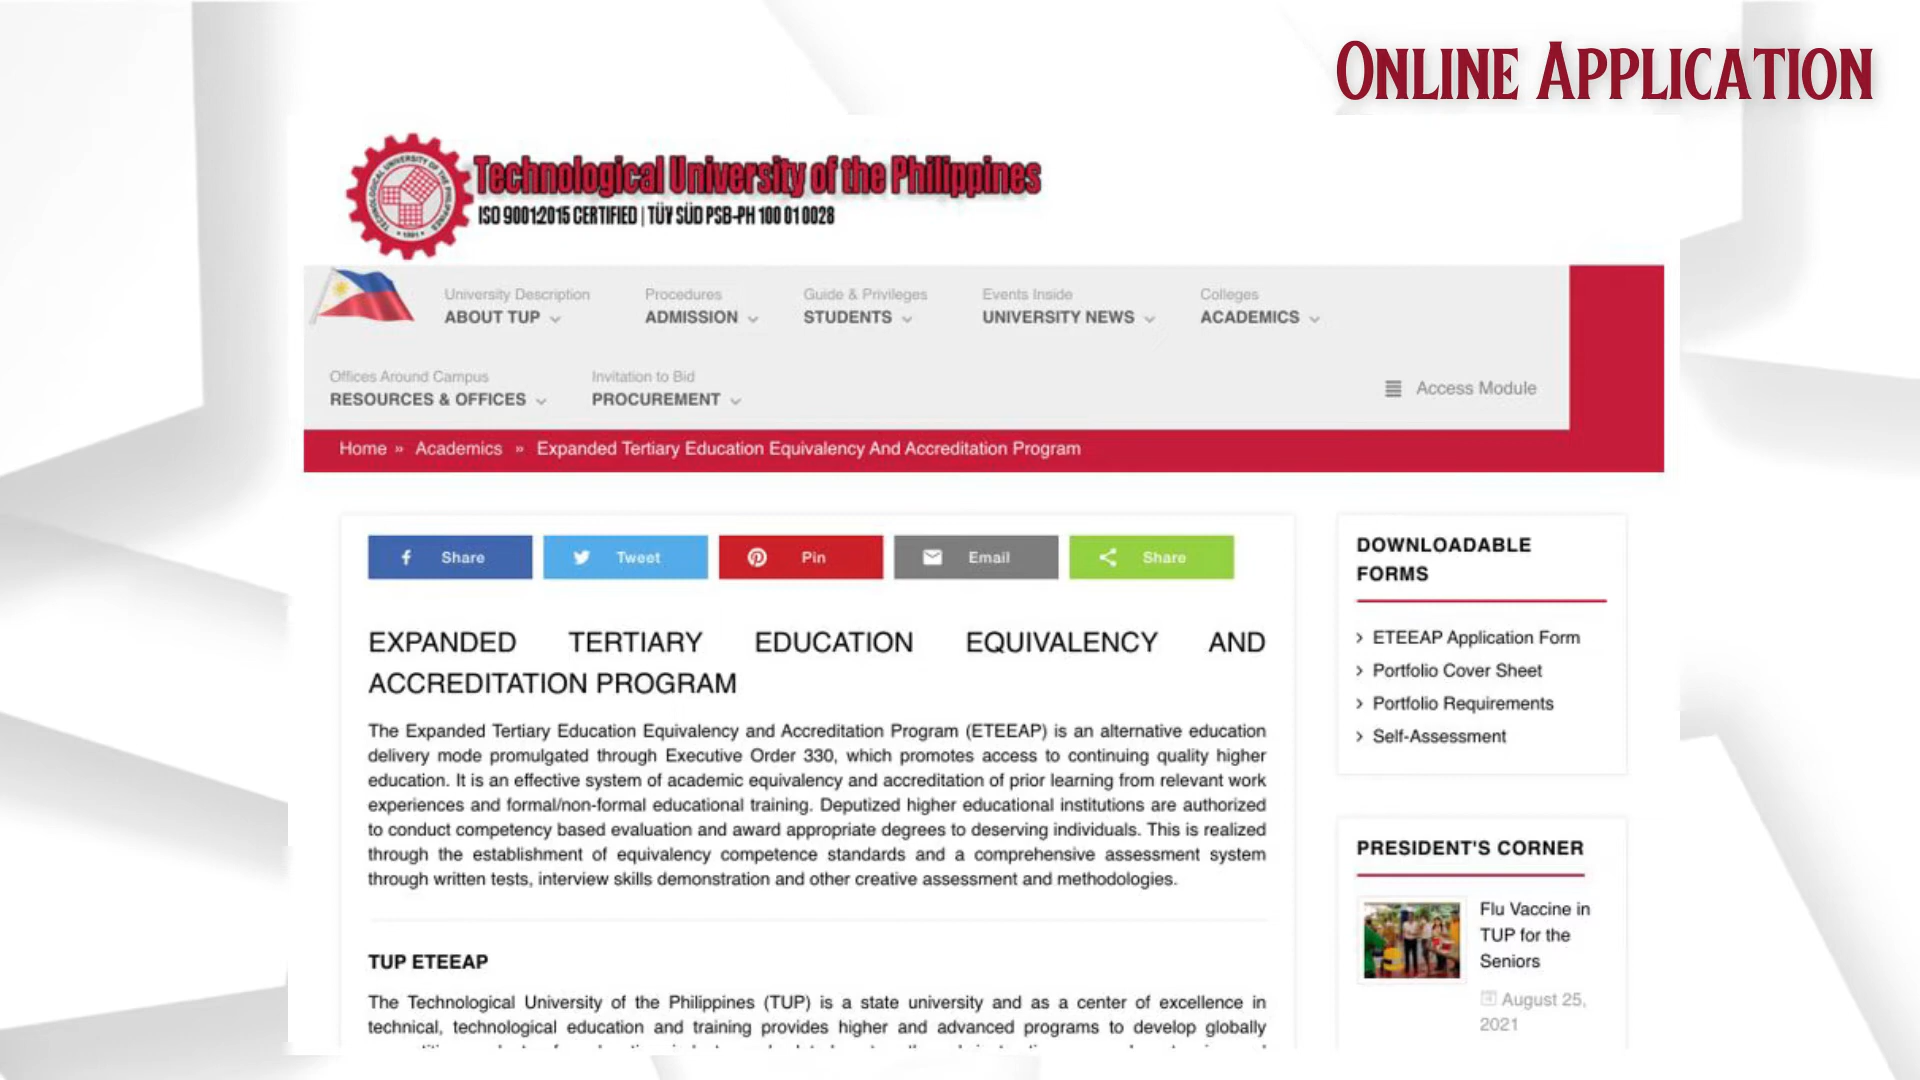 ONLINE APPLICATION
Technological University of the Philippines
ISO 9001:2015 CERTIFIED | TÜV SÜD PSB-PH 100 01 0028
TECHNOLOGICAL UNIVERSITY OF THE PHILIPPINES
• 1901 •
University Description
ABOUT TUP
Procedures
ADMISSION
Guide & Privileges
STUDENTS
Events Inside
UNIVERSITY NEWS
Colleges
ACADEMICS
Offices Around Campus
RESOURCES & OFFICES
Invitation to Bid
PROCUREMENT
Access Module
Home » Academics » Expanded Tertiary Education Equivalency And Accreditation Program
Share
Tweet
Pin
Email
Share
EXPANDED TERTIARY EDUCATION EQUIVALENCY AND
ACCREDITATION PROGRAM
The Expanded Tertiary Education Equivalency and Accreditation Program (ETEEAP) is an alternative education
delivery mode promulgated through Executive Order 330, which promotes access to continuing quality higher
education. It is an effective system of academic equivalency and accreditation of prior learning from relevant work
experiences and formal/non-formal educational training. Deputized higher educational institutions are authorized
to conduct competency based evaluation and award appropriate degrees to deserving individuals. This is realized
through the establishment of equivalency competence standards and a comprehensive assessment system
through written tests, interview skills demonstration and other creative assessment and methodologies.
TUP ETEEAP
The Technological University of the Philippines (TUP) is a state university and as a center of excellence in
technical, technological education and training provides higher and advanced programs to develop globally
DOWNLOADABLE
FORMS
ETEEAP Application Form
Portfolio Cover Sheet
Portfolio Requirements
Self-Assessment
PRESIDENT'S CORNER
Flu Vaccine in
TUP for the
Seniors
August 25,
2021